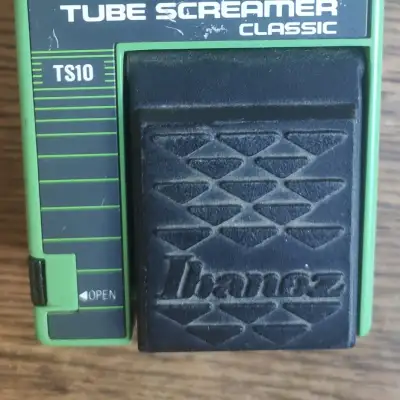 TUBE SCREAMER
CLASSIC
TS10
Ibanez
◄OPEN